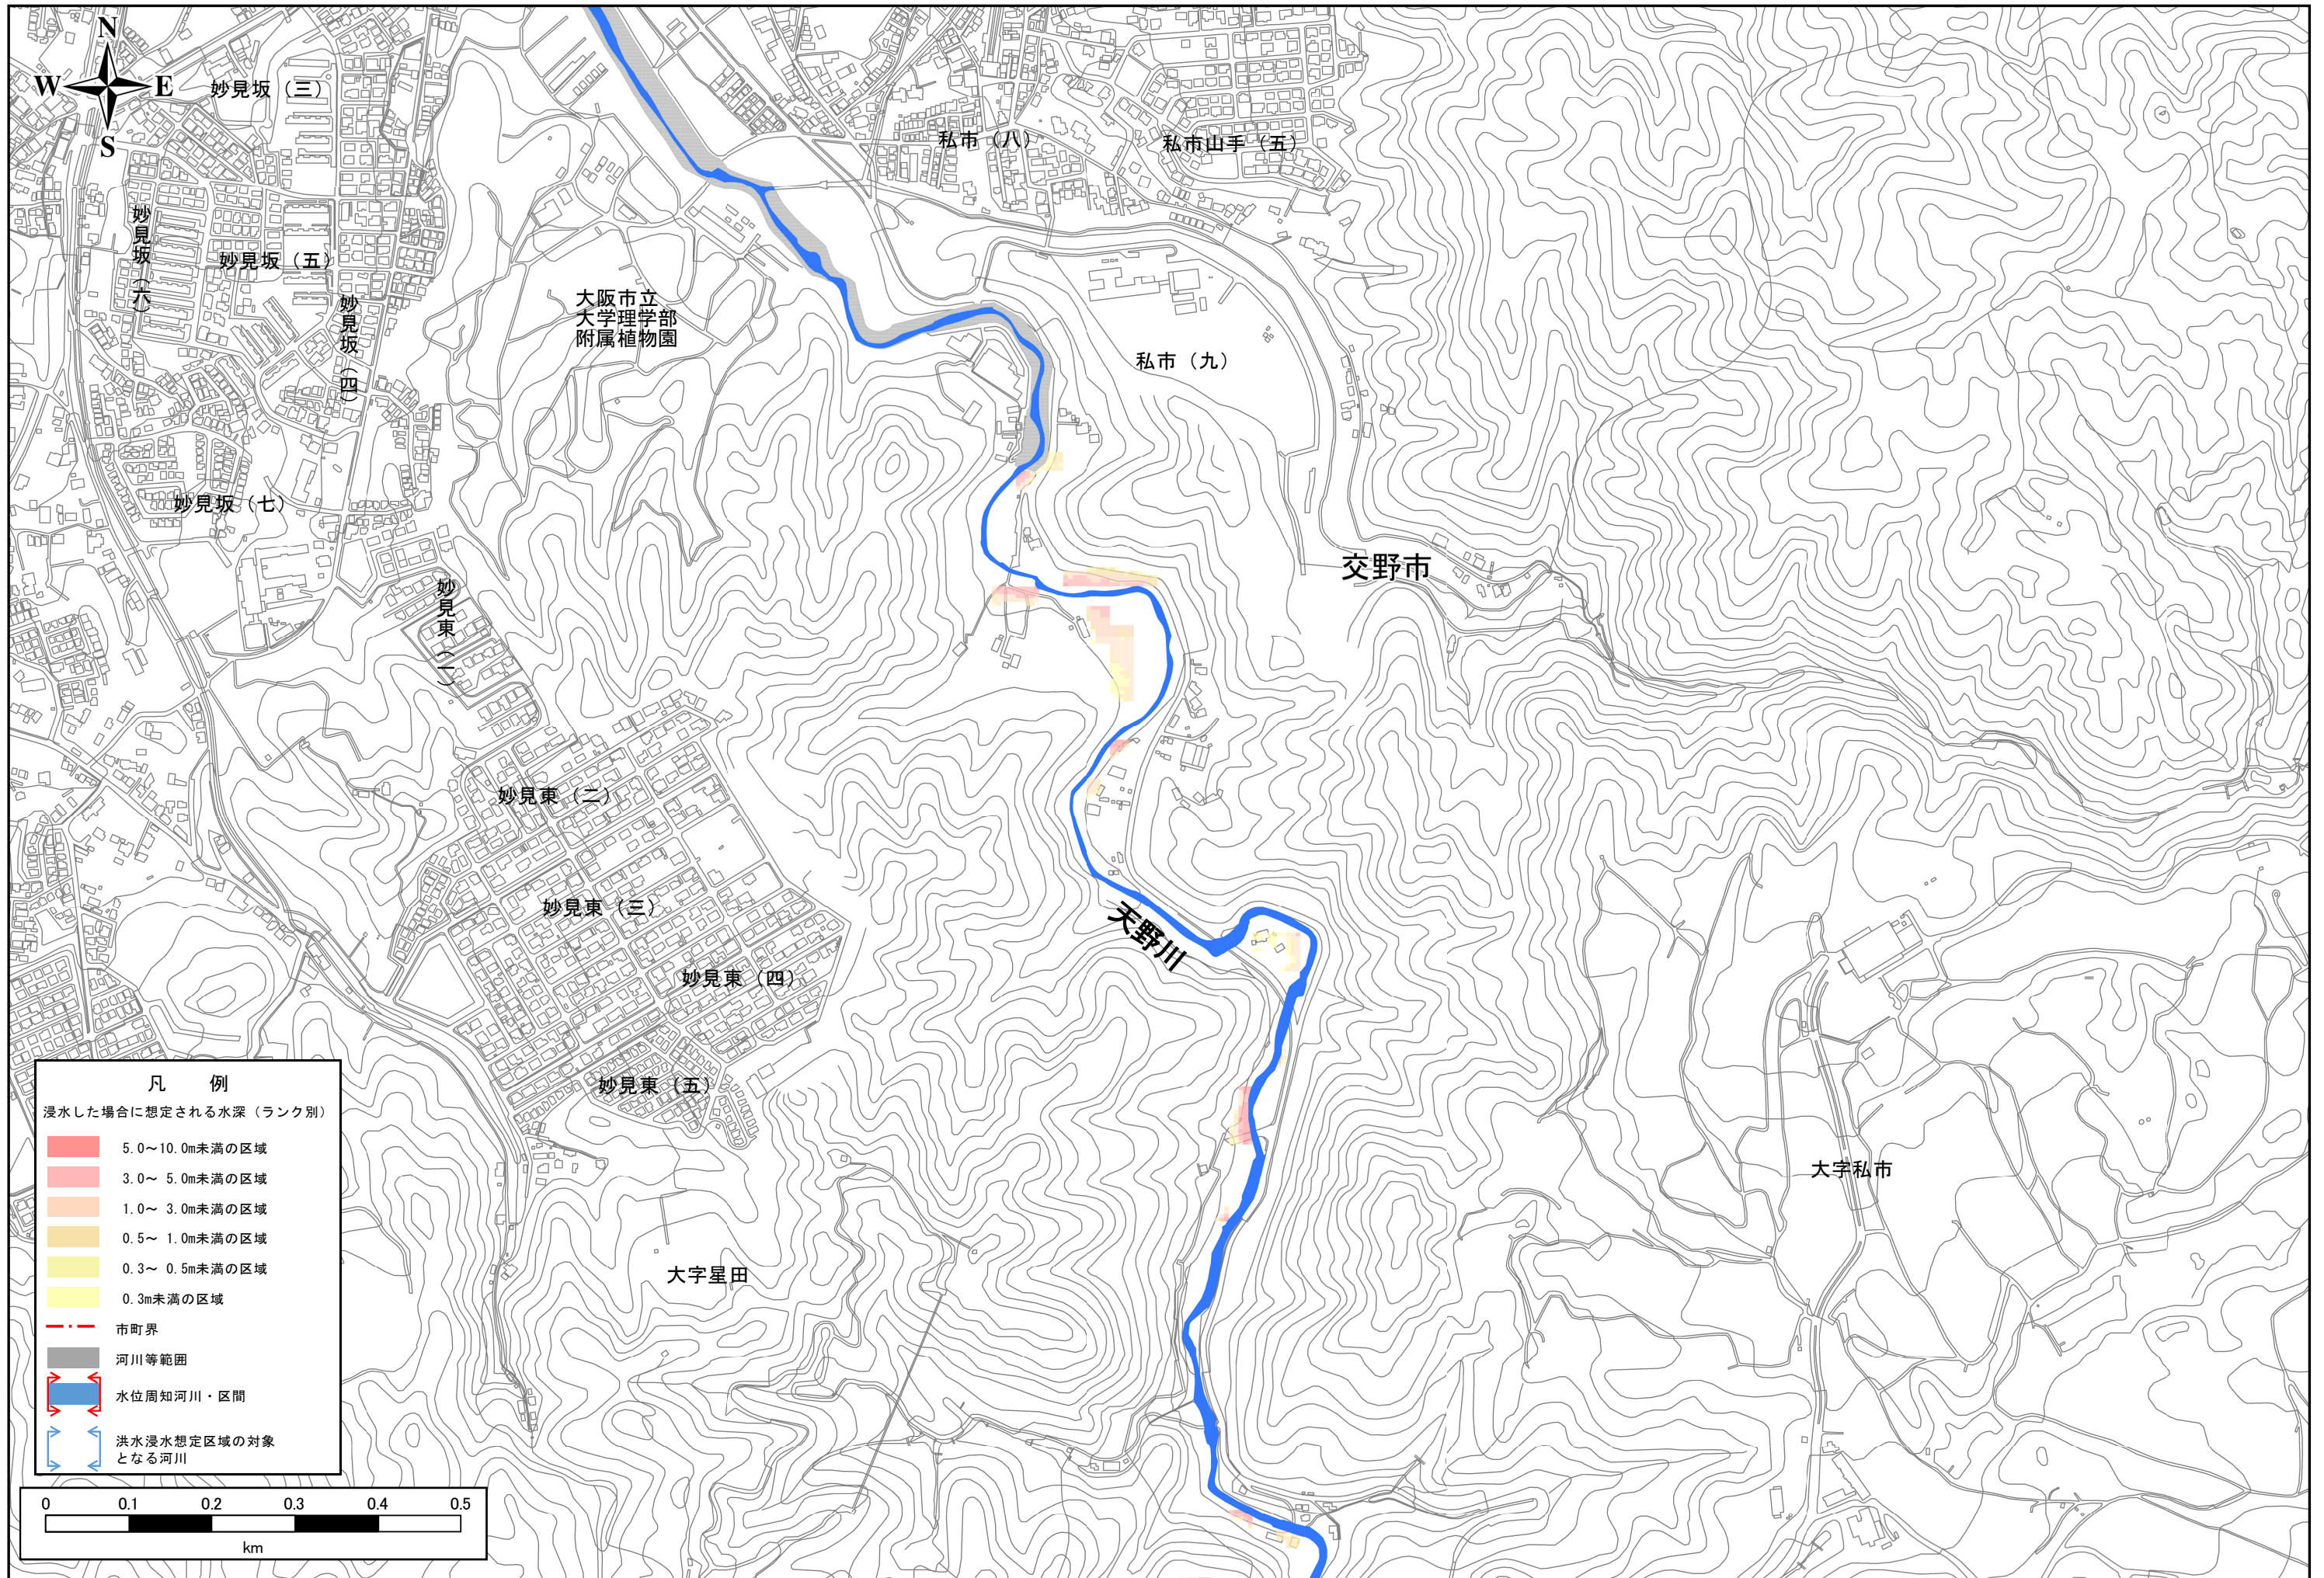 N
W
E
S
妙見坂（三）
私市（八）
私市山手（五）
妙見坂（六）
妙見坂（五）
妙見坂（四）
大阪市立
大学理学部
附属植物園
私市（九）
妙見坂（七）
交野市
妙見東（一）
妙見東（二）
妙見東（三）
天野川
妙見東（四）
妙見東（五）
大字私市
大字星田
凡 例
浸水した場合に想定される水深（ランク別）
5.0～10.0m未満の区域
3.0～ 5.0m未満の区域
1.0～ 3.0m未満の区域
0.5～ 1.0m未満の区域
0.3～ 0.5m未満の区域
0.3m未満の区域
市町界
河川等範囲
水位周知河川・区間
洪水浸水想定区域の対象
となる河川
0 0.1 0.2 0.3 0.4 0.5
km